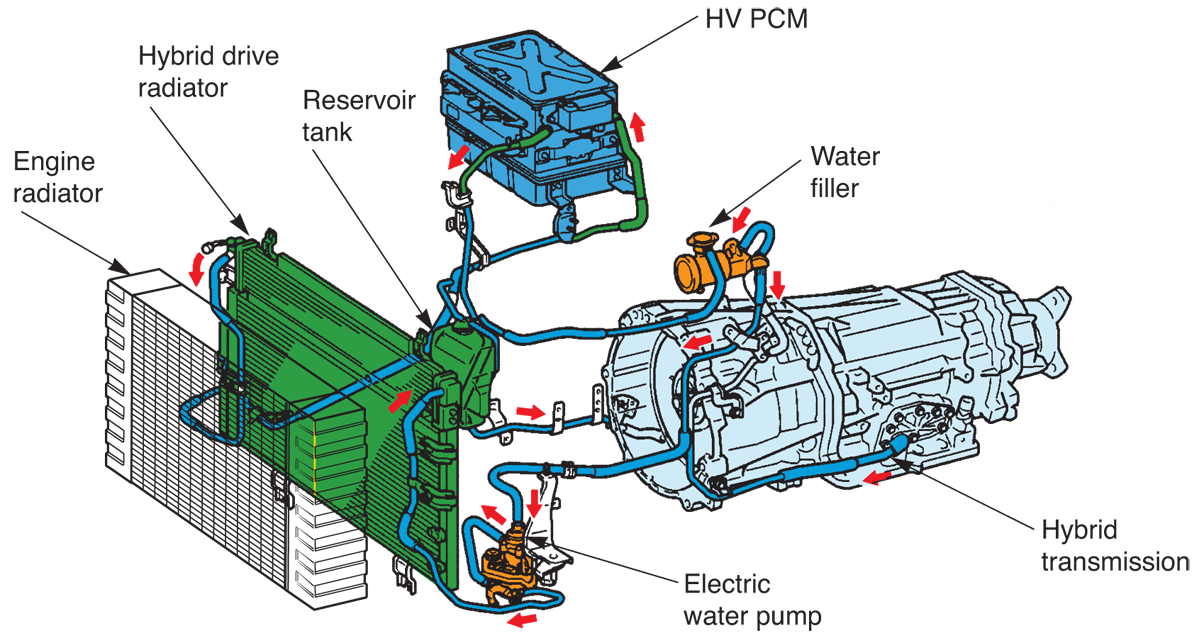 HV PCM
Hybrid drive
radiator
Reservoir
tank
Engine
radiator
Water
filler
Hybrid
transmission
Electric
water pump